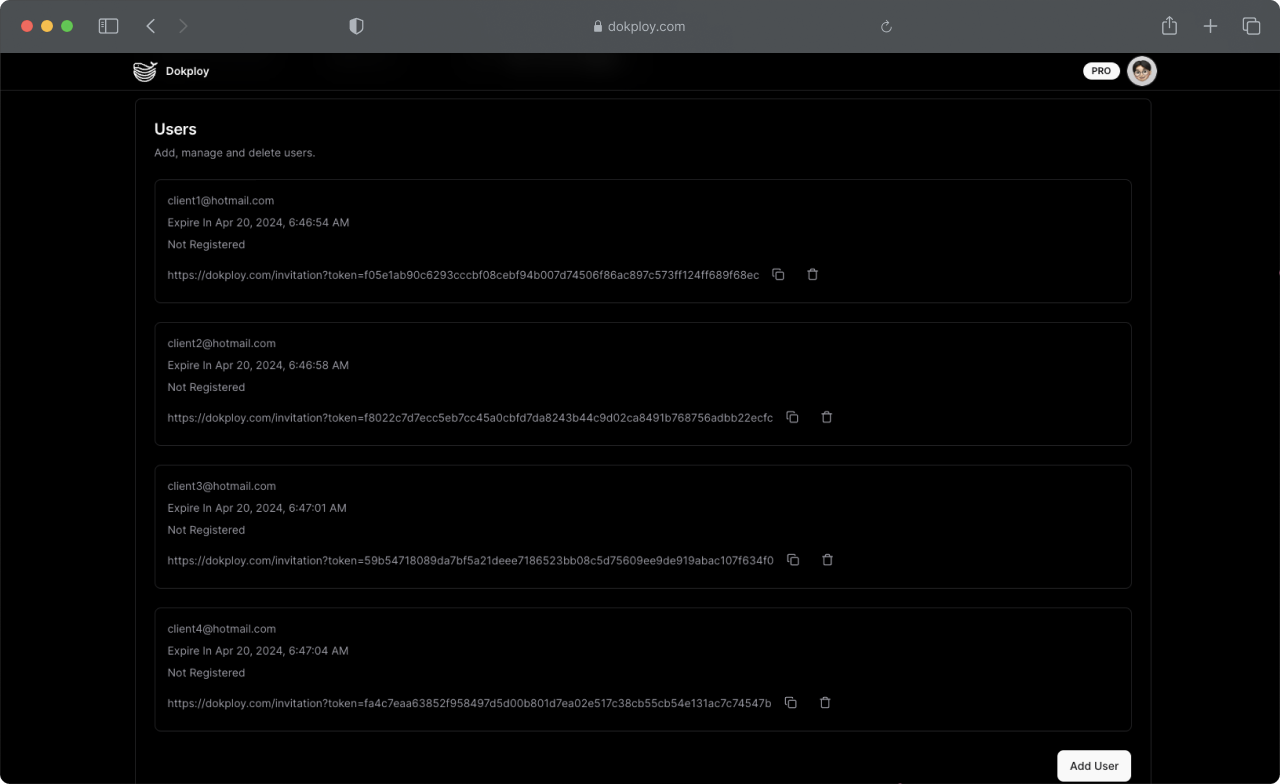 dokploy.com
Dokploy
PRO
Users
Add, manage and delete users.
client1@hotmail.com
Expire In Apr 20, 2024, 6:46:54 AM
Not Registered
https://dokploy.com/invitation?token=f05e1ab90c6293cccbf08cebf94b007d74506f86ac897c573ff124ff689f68ec
client2@hotmail.com
Expire In Apr 20, 2024, 6:46:58 AM
Not Registered
https://dokploy.com/invitation?token=f8022c7d7ecc5eb7cc45a0cbfd7da8243b44c9d02ca8491b768756adbb22ecfc
client3@hotmail.com
Expire In Apr 20, 2024, 6:47:01 AM
Not Registered
https://dokploy.com/invitation?token=59b54718089da7bf5a21deee7186523bb08c5d75609ee9de919abac107f634f0
client4@hotmail.com
Expire In Apr 20, 2024, 6:47:04 AM
Not Registered
https://dokploy.com/invitation?token=fa4c7eaa63852f958497d5d00b801d7ea02e517c38cb55cb54e131ac7c74547b
Add User